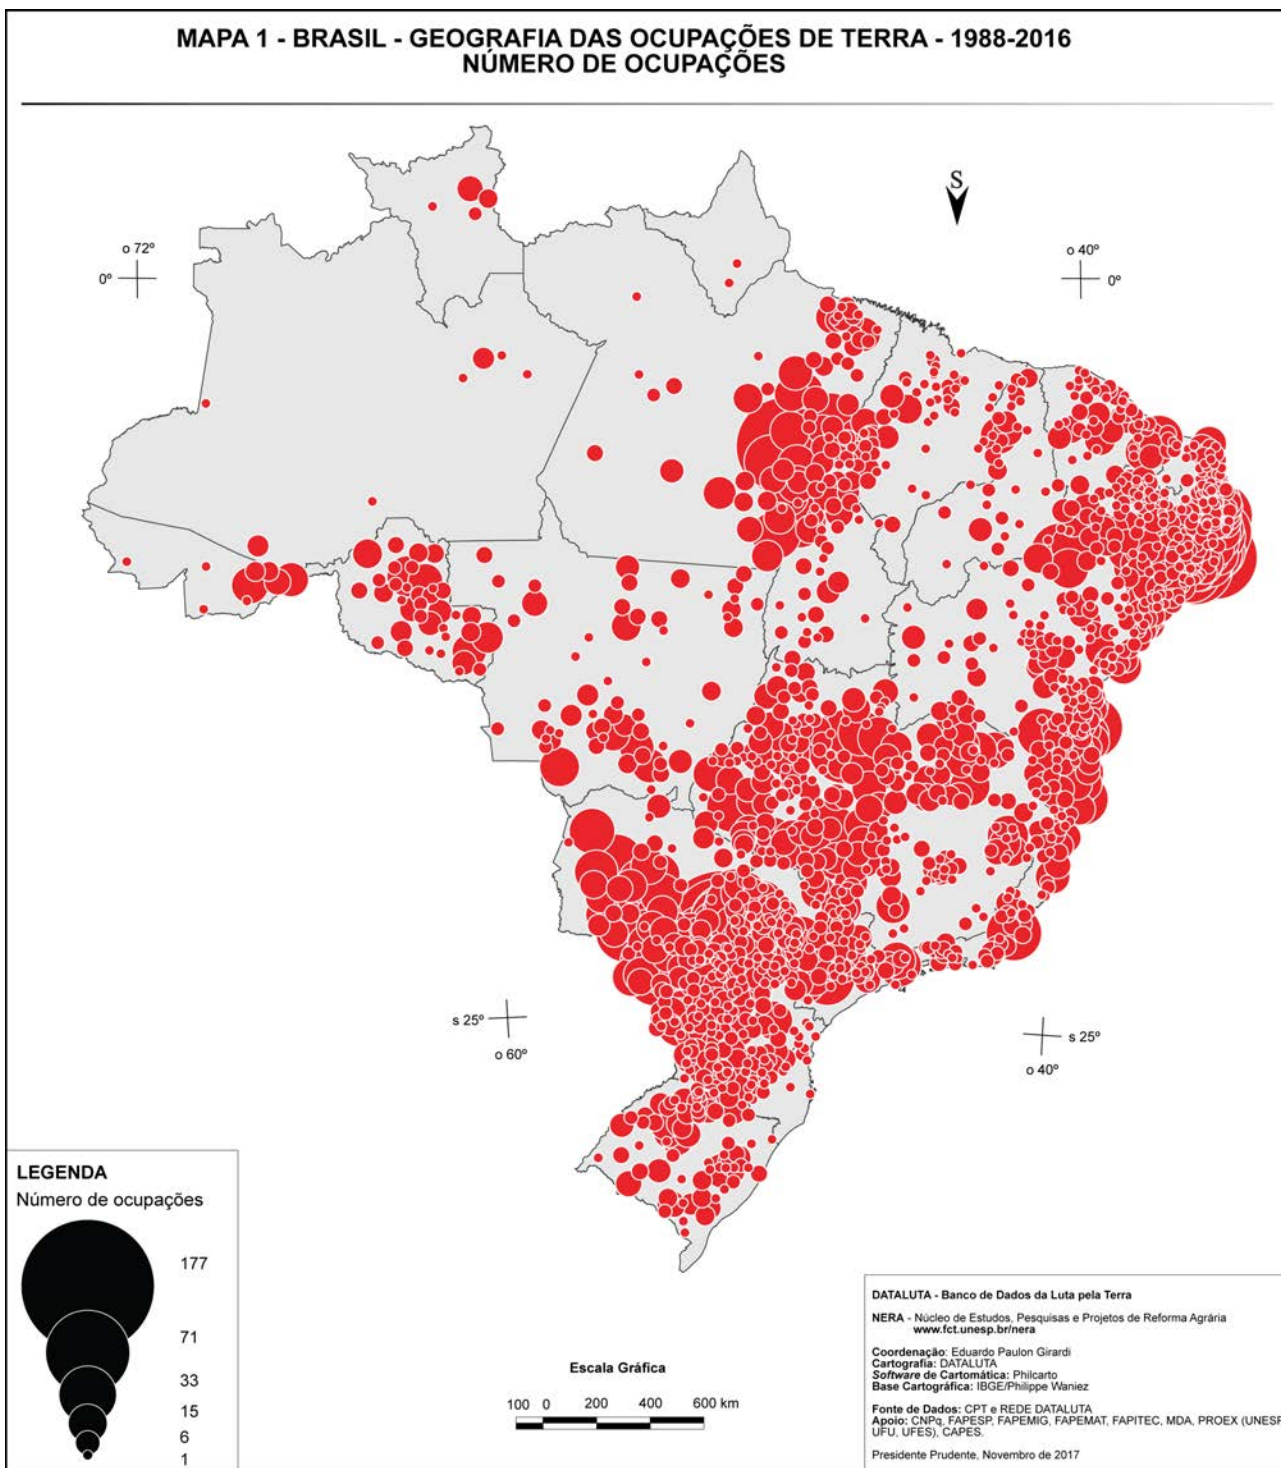 MAPA 1 - BRASIL - GEOGRAFIA DAS OCUPAÇÕES DE TERRA - 1988-2016
NÚMERO DE OCUPAÇÕES
S
o 72º
0º
o 40º
0º
s 25º
o 60º
s 25º
o 40º
LEGENDA
Número de ocupações
177
71
33
15
6
1
Escala Gráfica
100 0 200 400 600 km
DATALUTA - Banco de Dados da Luta pela Terra
NERA - Núcleo de Estudos, Pesquisas e Projetos de Reforma Agrária
www.fct.unesp.br/nera
Coordenação: Eduardo Paulon Girardi
Cartografia: DATALUTA
Software de Cartomática: Philcarto
Base Cartográfica: IBGE/Philippe Waniez
Fonte de Dados: CPT e REDE DATALUTA
Apoio: CNPq, FAPESP, FAPEMIG, FAPEMAT, FAPITEC, MDA, PROEX (UNESP
UFU, UFES), CAPES.
Presidente Prudente, Novembro de 2017